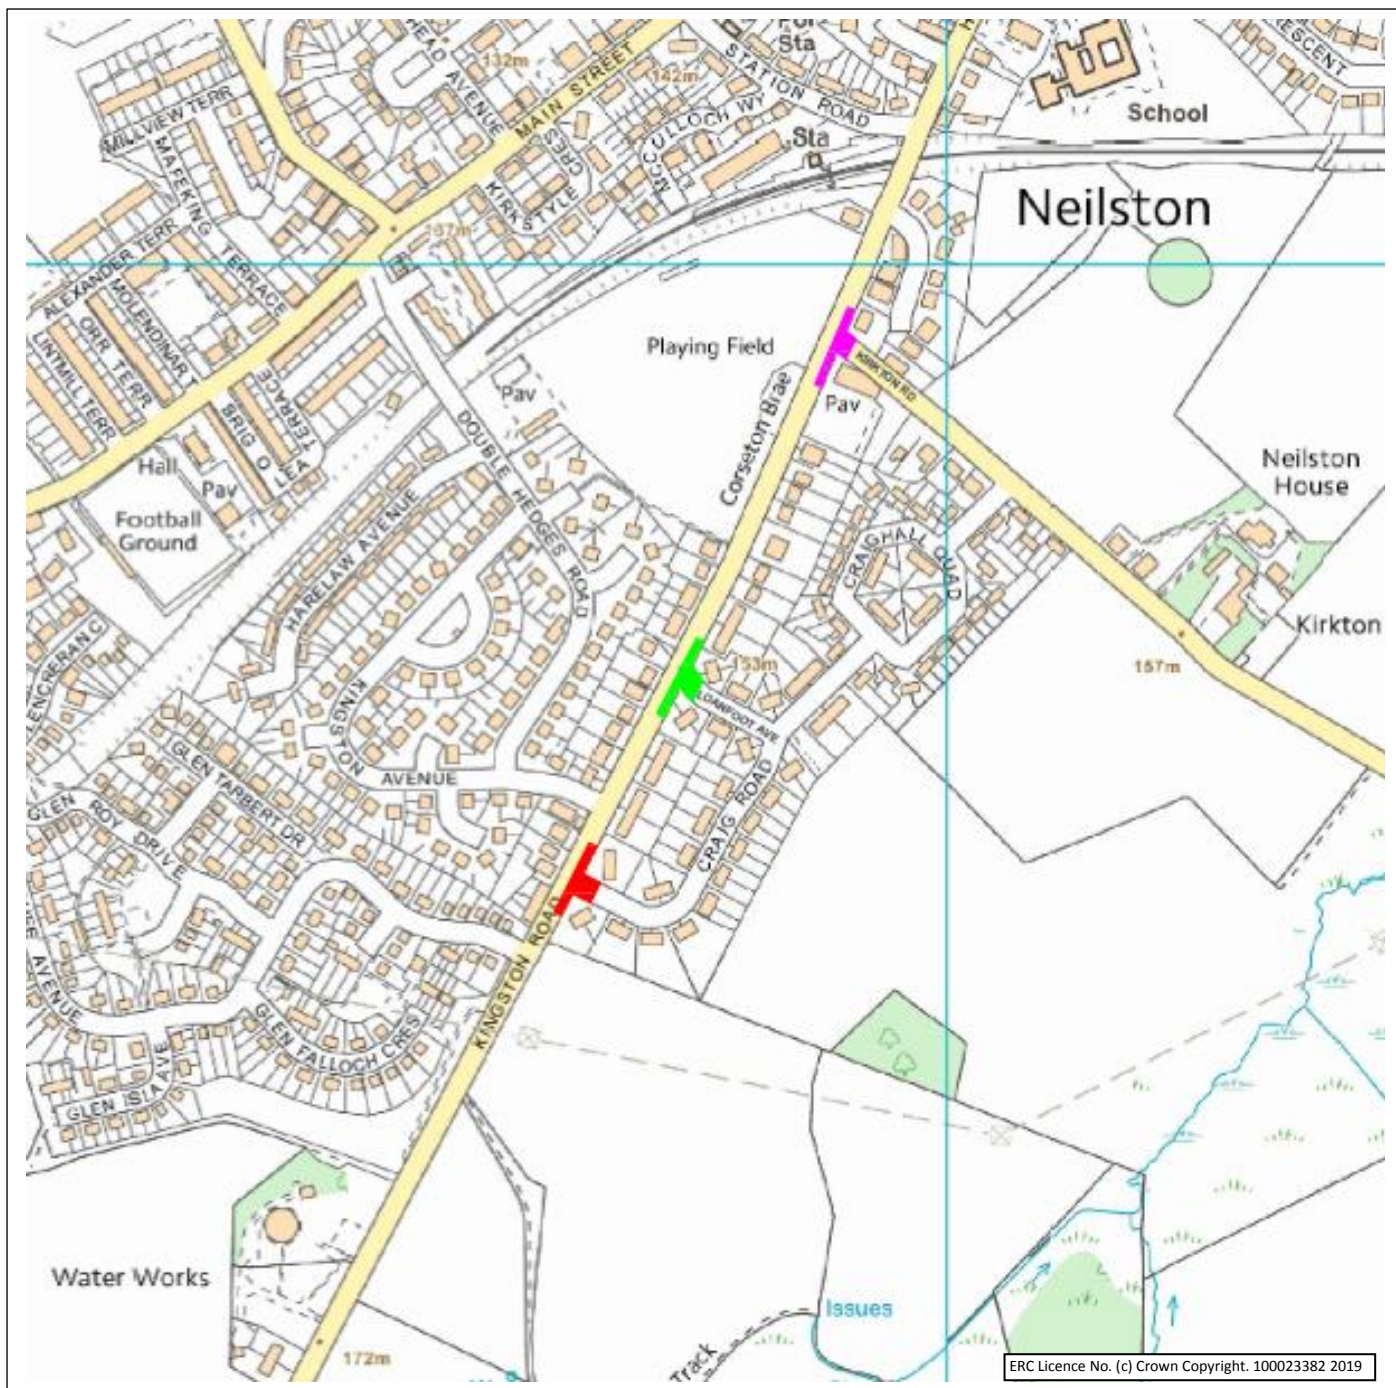 HEAD AVENUE
132m
142m
MAIN STREET
Sta
STATION ROAD
MCCULLOCH WY
Sta
School
CRESCENT
MILLVIEW TERR
MAFEKING TERRACE
KIRKSTYLE CRES
Neilston
157m
ALEXANDER TERR
MOLENDINAR T
ORR TERR
LINTMILL TERR
BRIG O
LEA TERRACE
Playing Field
KIRKTON RD
Pav
Pav
Corseton Brae
DOUBLE HEDGES ROAD
Hall
Pav
Football
Ground
Neilston
House
HARELAW AVENUE
CRAIGHALL QUAD
Kirkton
157m
153m
LOANFOOT AVE
KINGSTON
AVENUE
GLEN TARBERT DR
GLEN ROY DRIVE
CRAIG ROAD
AVENUE
KINGSTON ROAD
GLEN FALLOCH CRES
GLEN ISLA AVE
Water Works
172m
Issues
Track
ERC Licence No. (c) Crown Copyright. 100023382 2019